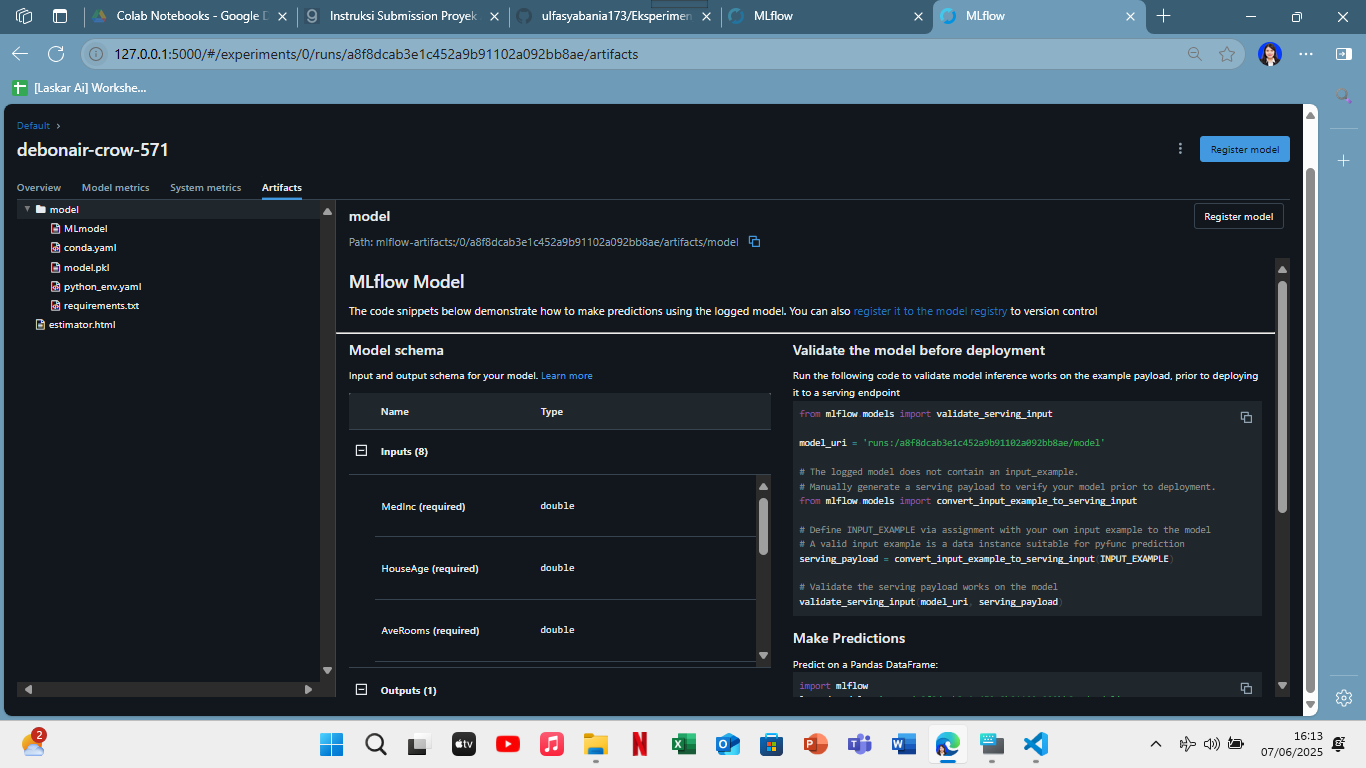 Colab Notebooks - Google D
Instruksi Submission Proyek
ulfasyabania173/Eksperimen
MLflow
MLflow
127.0.0.1:5000/#/experiments/0/runs/a8f8dcab3e1c452a9b91102a092bb8ae/artifacts
[Laskar Ai] Workshe...
Default
debonair-crow-571
Register model
Overview
Model metrics
System metrics
Artifacts
model
MLmodel
conda.yaml
model.pkl
python_env.yaml
requirements.txt
estimator.html
model
Register model
Path: mlflow-artifacts:/0/a8f8dcab3e1c452a9b91102a092bb8ae/artifacts/model
MLflow Model
The code snippets below demonstrate how to make predictions using the logged model. You can also register it to the model registry to version control
Model schema
Input and output schema for your model. Learn more
Name Type
Inputs (8)
MedInc (required) double
HouseAge (required) double
AveRooms (required) double
Outputs (1)
Validate the model before deployment
Run the following code to validate model inference works on the example payload, prior to deploying
it to a serving endpoint
from mlflow models import validate_serving_input
model_uri = 'runs:/a8f8dcab3e1c452a9b91102a092bb8ae/model'
# The logged model does not contain an input_example.
# Manually generate a serving payload to verify your model prior to deployment.
from mlflow models import convert_input_example_to_serving_input
# Define INPUT_EXAMPLE via assignment with your own input example to the model
# A valid input example is a data instance suitable for pyfunc prediction
serving_payload = convert_input_example_to_serving_input(INPUT_EXAMPLE)
# Validate the serving payload works on the model
validate_serving_input(model_uri, serving_payload)
Make Predictions
Predict on a Pandas DataFrame:
import mlflow
2
tv
16:13
07/06/2025